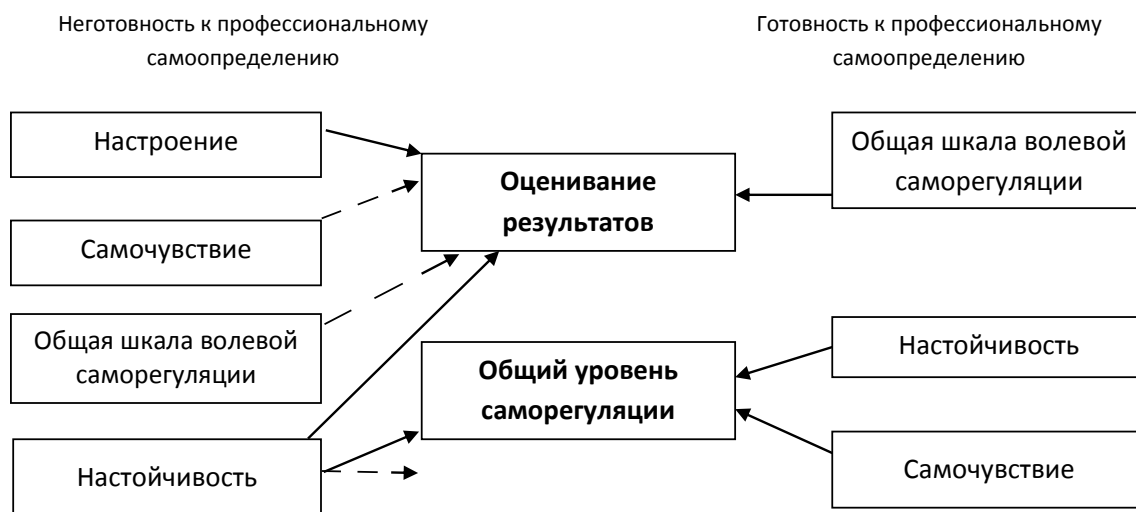 Неготовность к профессиональному
самоопределению
Готовность к профессиональному
самоопределению
Настроение
Самочувствие
Общая шкала волевой
саморегуляции
Настойчивость
Оценивание
результатов
Общий уровень
саморегуляции
Общая шкала волевой
саморегуляции
Настойчивость
Самочувствие